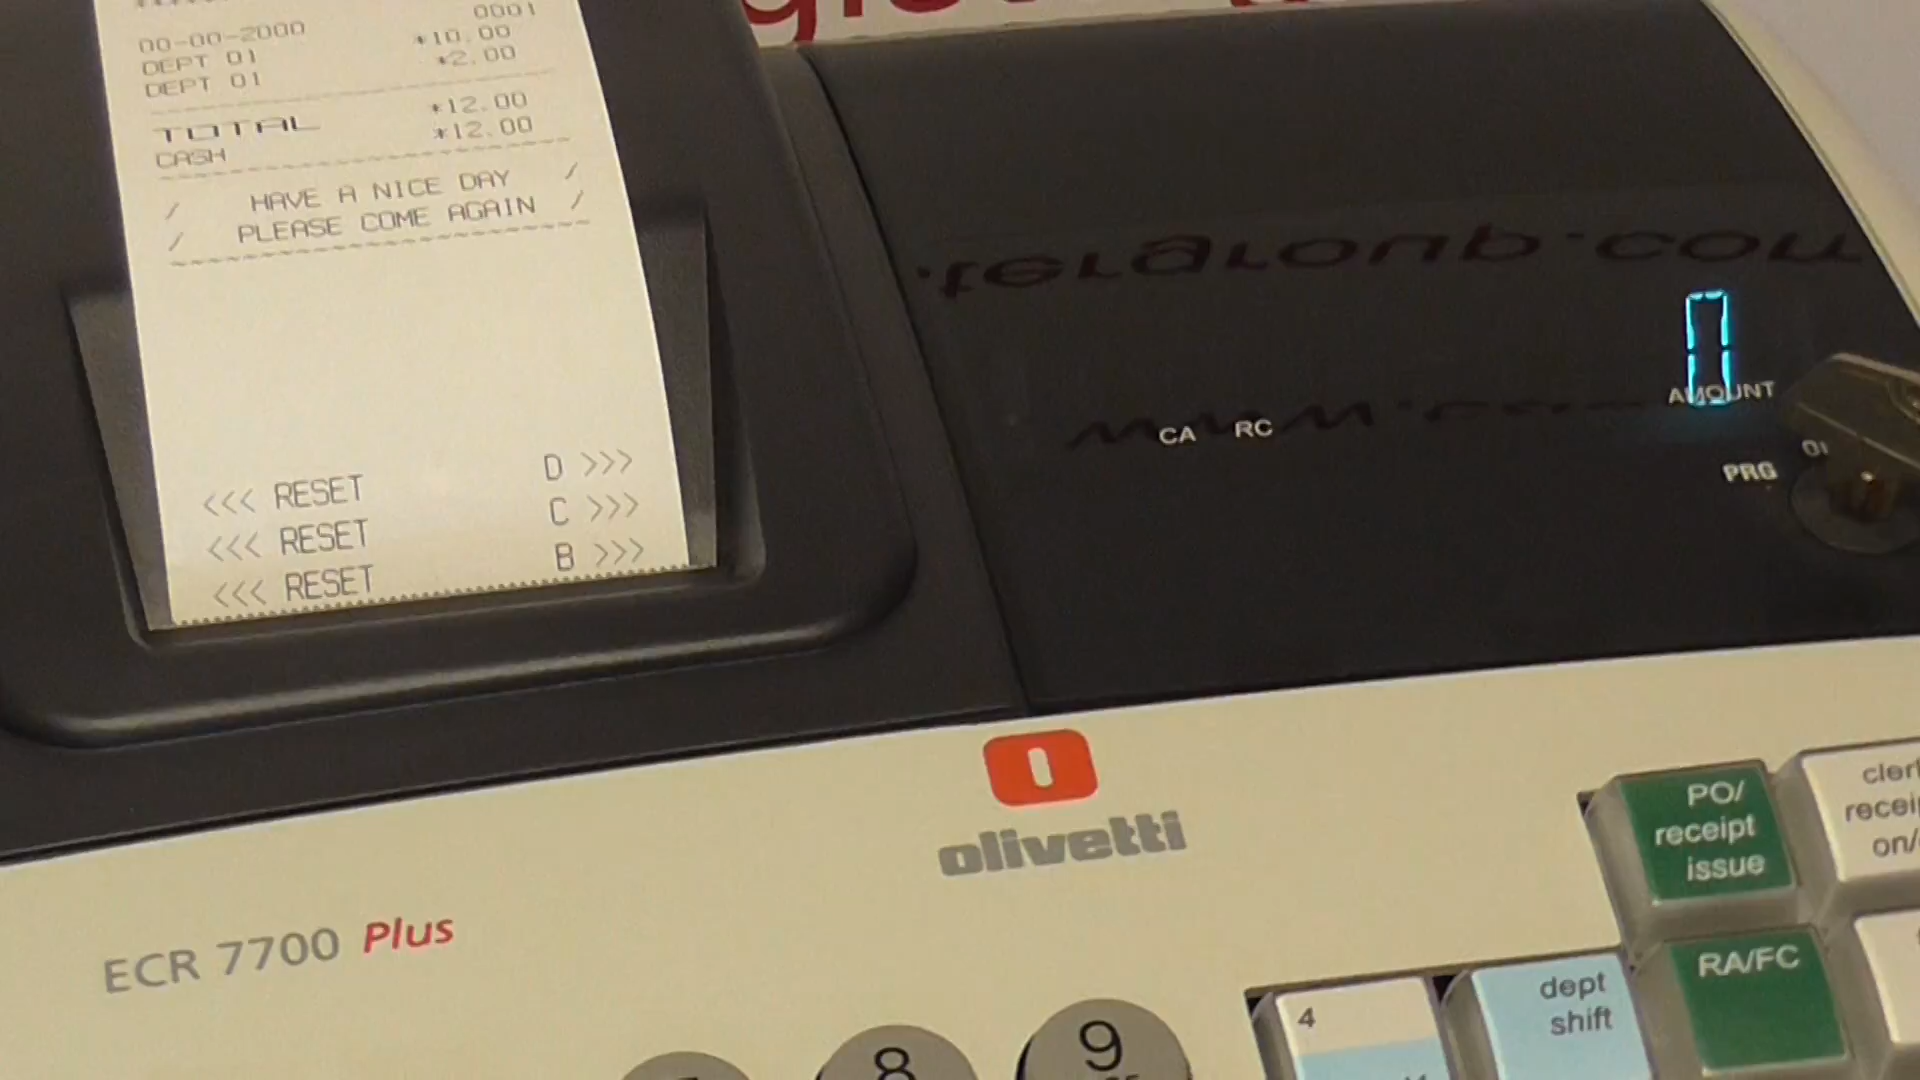 0001
00-00-2000 *10.00
DEPT 01 *2.00
DEPT 01
*12.00
TOTAL *12.00
CASH
/ HAVE A NICE DAY /
/ PLEASE COME AGAIN /
<<< RESET D >>>
<<< RESET C >>>
<<< RESET B >>>
0
AMOUNT
CA RC
PRG
olivetti
ECR 7700 Plus
PO/
receipt
issue
on/
RA/FC
dept
shift
4
8
9